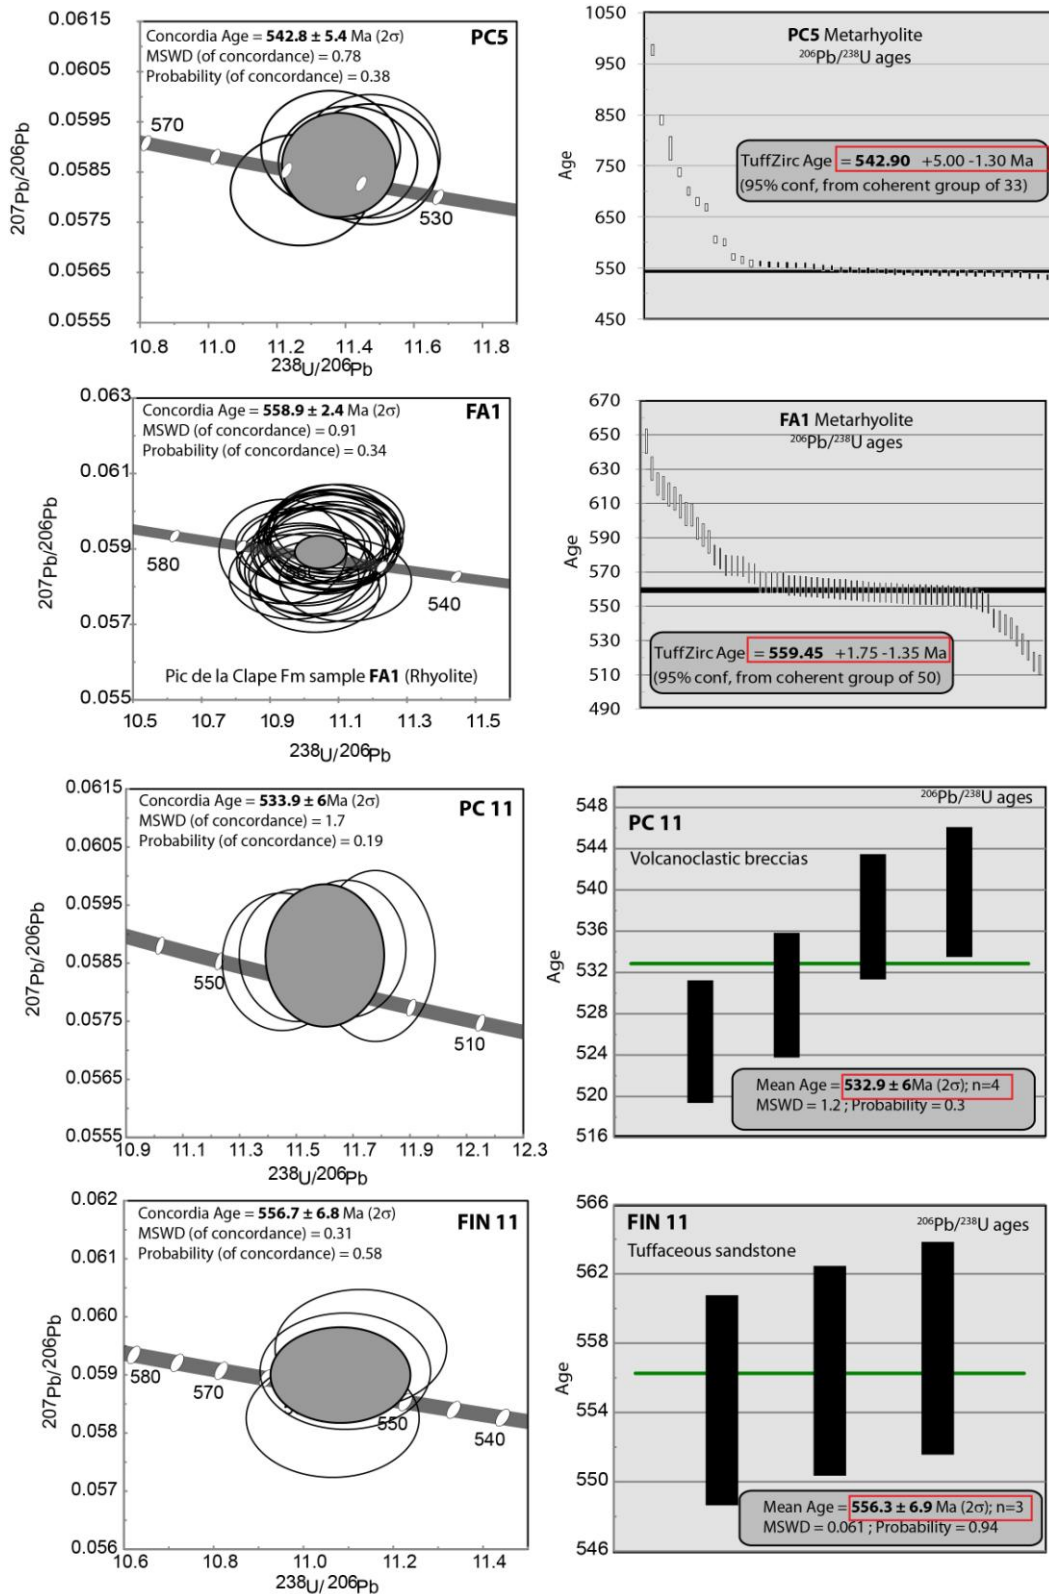 0.0615
0.0605
0.0595
0.0585
0.0575
0.0565
0.0555
207Pb/206Pb
Concordia Age = 542.8 ± 5.4 Ma (2σ)
MSWD (of concordance) = 0.78
Probability (of concordance) = 0.38
PC5
570
530
10.8 11.0 11.2 11.4 11.6 11.8
238U/206Pb
1050
950
850
750
650
550
450
Age
PC5 Metarhyolite
206Pb/238U ages
TuffZirc Age = 542.90 +5.00 -1.30 Ma
(95% conf, from coherent group of 33)
0.063
0.061
0.059
0.057
0.055
207Pb/206Pb
Concordia Age = 558.9 ± 2.4 Ma (2σ)
MSWD (of concordance) = 0.91
Probability (of concordance) = 0.34
FA1
580
540
Pic de la Clape Fm sample FA1 (Rhyolite)
10.5 10.7 10.9 11.1 11.3 11.5
238U/206Pb
670
650
630
610
590
570
550
530
510
490
Age
FA1 Metarhyolite
206Pb/238U ages
TuffZirc Age = 559.45 +1.75 -1.35 Ma
(95% conf, from coherent group of 50)
0.0615
0.0605
0.0595
0.0585
0.0575
0.0565
0.0555
207Pb/206Pb
Concordia Age = 533.9 ± 6Ma (2σ)
MSWD (of concordance) = 1.7
Probability (of concordance) = 0.19
PC 11
550
510
10.9 11.1 11.3 11.5 11.7 11.9 12.1 12.3
238U/206Pb
548
544
540
536
532
528
524
520
516
Age
206Pb/238U ages
PC 11
Volcanoclastic breccias
Mean Age = 532.9 ± 6Ma (2σ); n=4
MSWD = 1.2 ; Probability = 0.3
0.062
0.061
0.060
0.059
0.058
0.057
0.056
207Pb/206Pb
Concordia Age = 556.7 ± 6.8 Ma (2σ)
MSWD (of concordance) = 0.31
Probability (of concordance) = 0.58
FIN 11
580
570
550
540
10.6 10.8 11.0 11.2 11.4
238U/206Pb
566
562
558
554
550
546
Age
FIN 11
206Pb/238U ages
Tuffaceous sandstone
Mean Age = 556.3 ± 6.9 Ma (2σ); n=3
MSWD = 0.061 ; Probability = 0.94